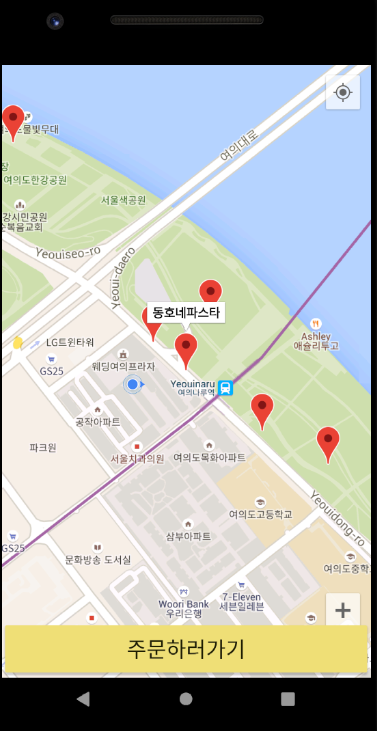 여의대로
물빛무대
장
여의도한강공원
서울색공원
강시민공원
순복음교회
Yeouiseo-ro
Yeoui-daero
동호네파스타
Ashley
애슐리투고
LG트윈타워
GS25
웨딩여의프라자
Yeouinaru
여의나루역
공작아파트
파크원
서울치과의원
여의도목화아파트
여의도고등학교
Yeouidong-ro
삼부아파트
GS25
문화방송 도서실
여의도중학
Woori Bank
우리은행
7-Eleven
세븐일레븐
+
주문하러가기